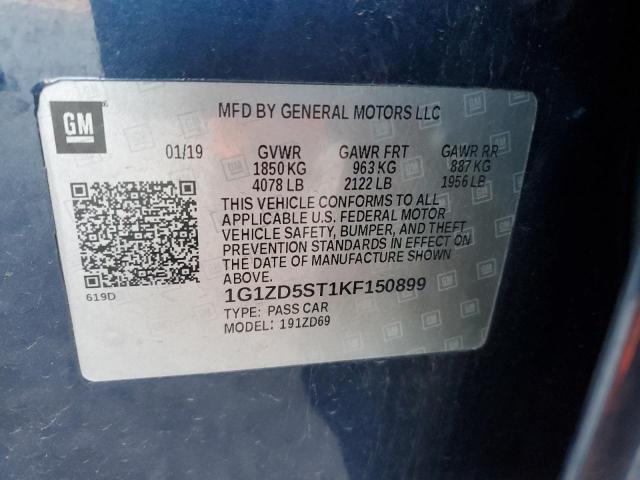 GM
MFD BY GENERAL MOTORS LLC
01/19 GVWR GAWR FRT GAWR RR
1850 KG 963 KG 887 KG
4078 LB 2122 LB 1956 LB
THIS VEHICLE CONFORMS TO ALL
APPLICABLE U.S. FEDERAL MOTOR
VEHICLE SAFETY, BUMPER, AND THEFT
PREVENTION STANDARDS IN EFFECT ON
THE DATE OF MANUFACTURE SHOWN
ABOVE.
619D
1G1ZD5ST1KF150899
TYPE: PASS CAR
MODEL: 191ZD69